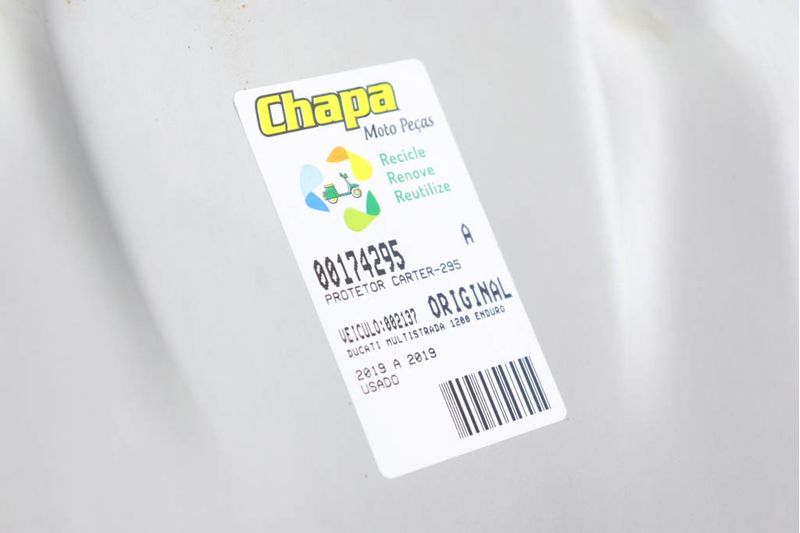 Chapa
Moto Peças
Recicle
Renove
Reutilize
00174295 A
PROTETOR CARTER-295
VEICULO:002137 ORIGINAL
DUCATI MULTISTRADA 1200 ENDURO
2019 A 2019
USADO